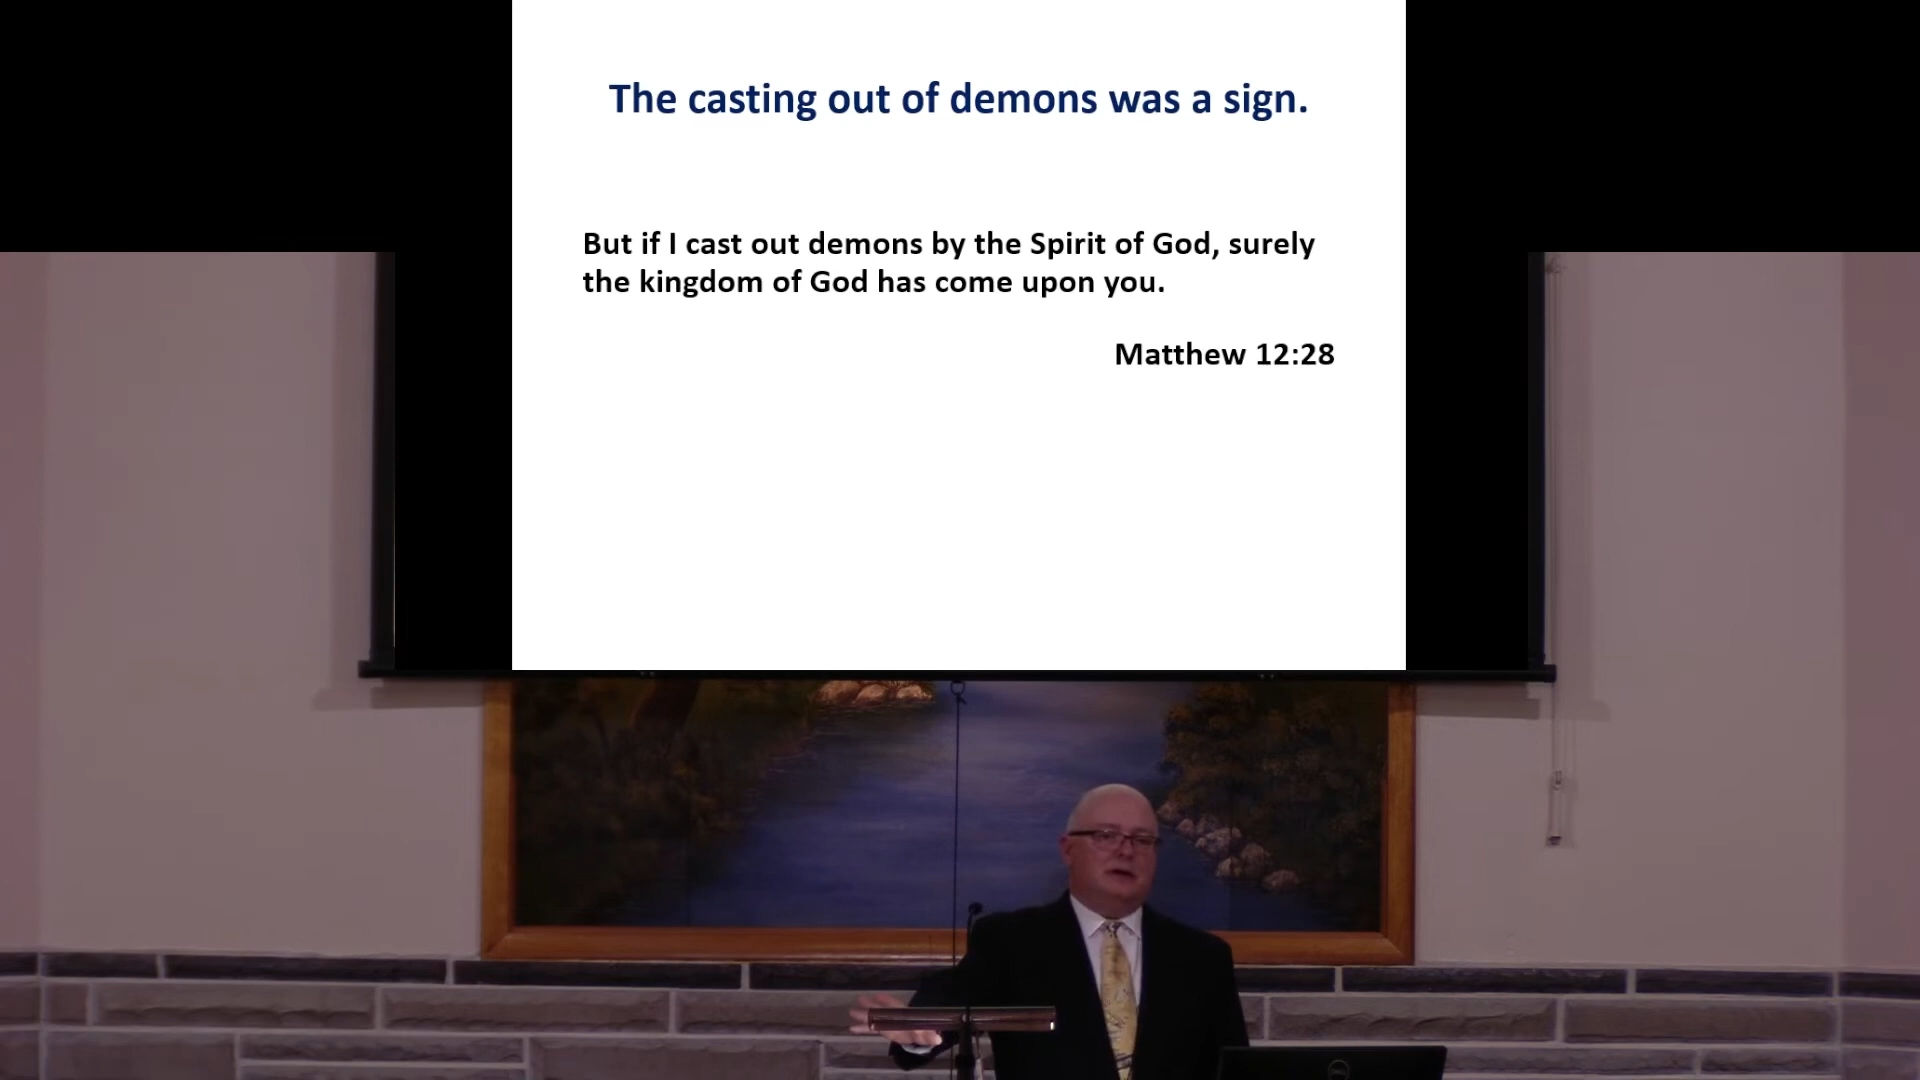 The casting out of demons was a sign.
But if I cast out demons by the Spirit of God, surely
the kingdom of God has come upon you.
Matthew 12:28